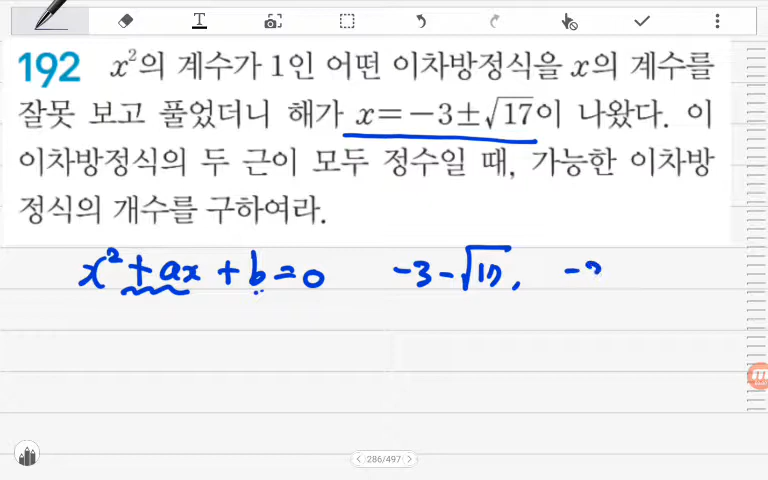 192 x²의 계수가 1인 어떤 이차방정식을 x의 계수를
잘못 보고 풀었더니 해가 x=-3±√17이 나왔다. 이
이차방정식의 두 근이 모두 정수일 때, 가능한 이차방
정식의 개수를 구하여라.
x²+ax+b=0 -3-√17,
286/497